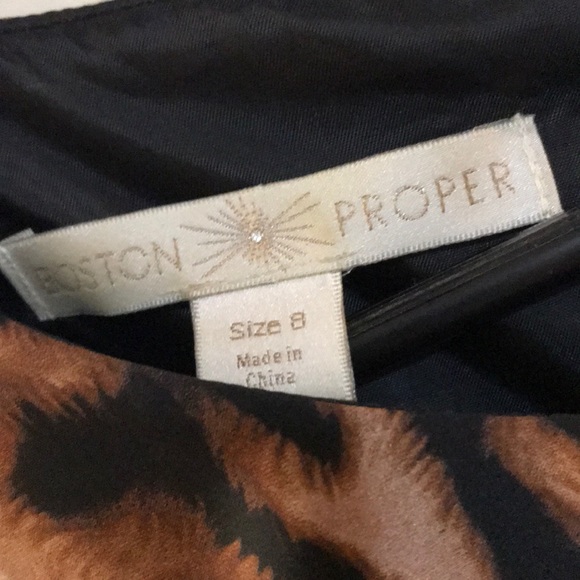 BOSTON PROPER
Size 8
Made in
China